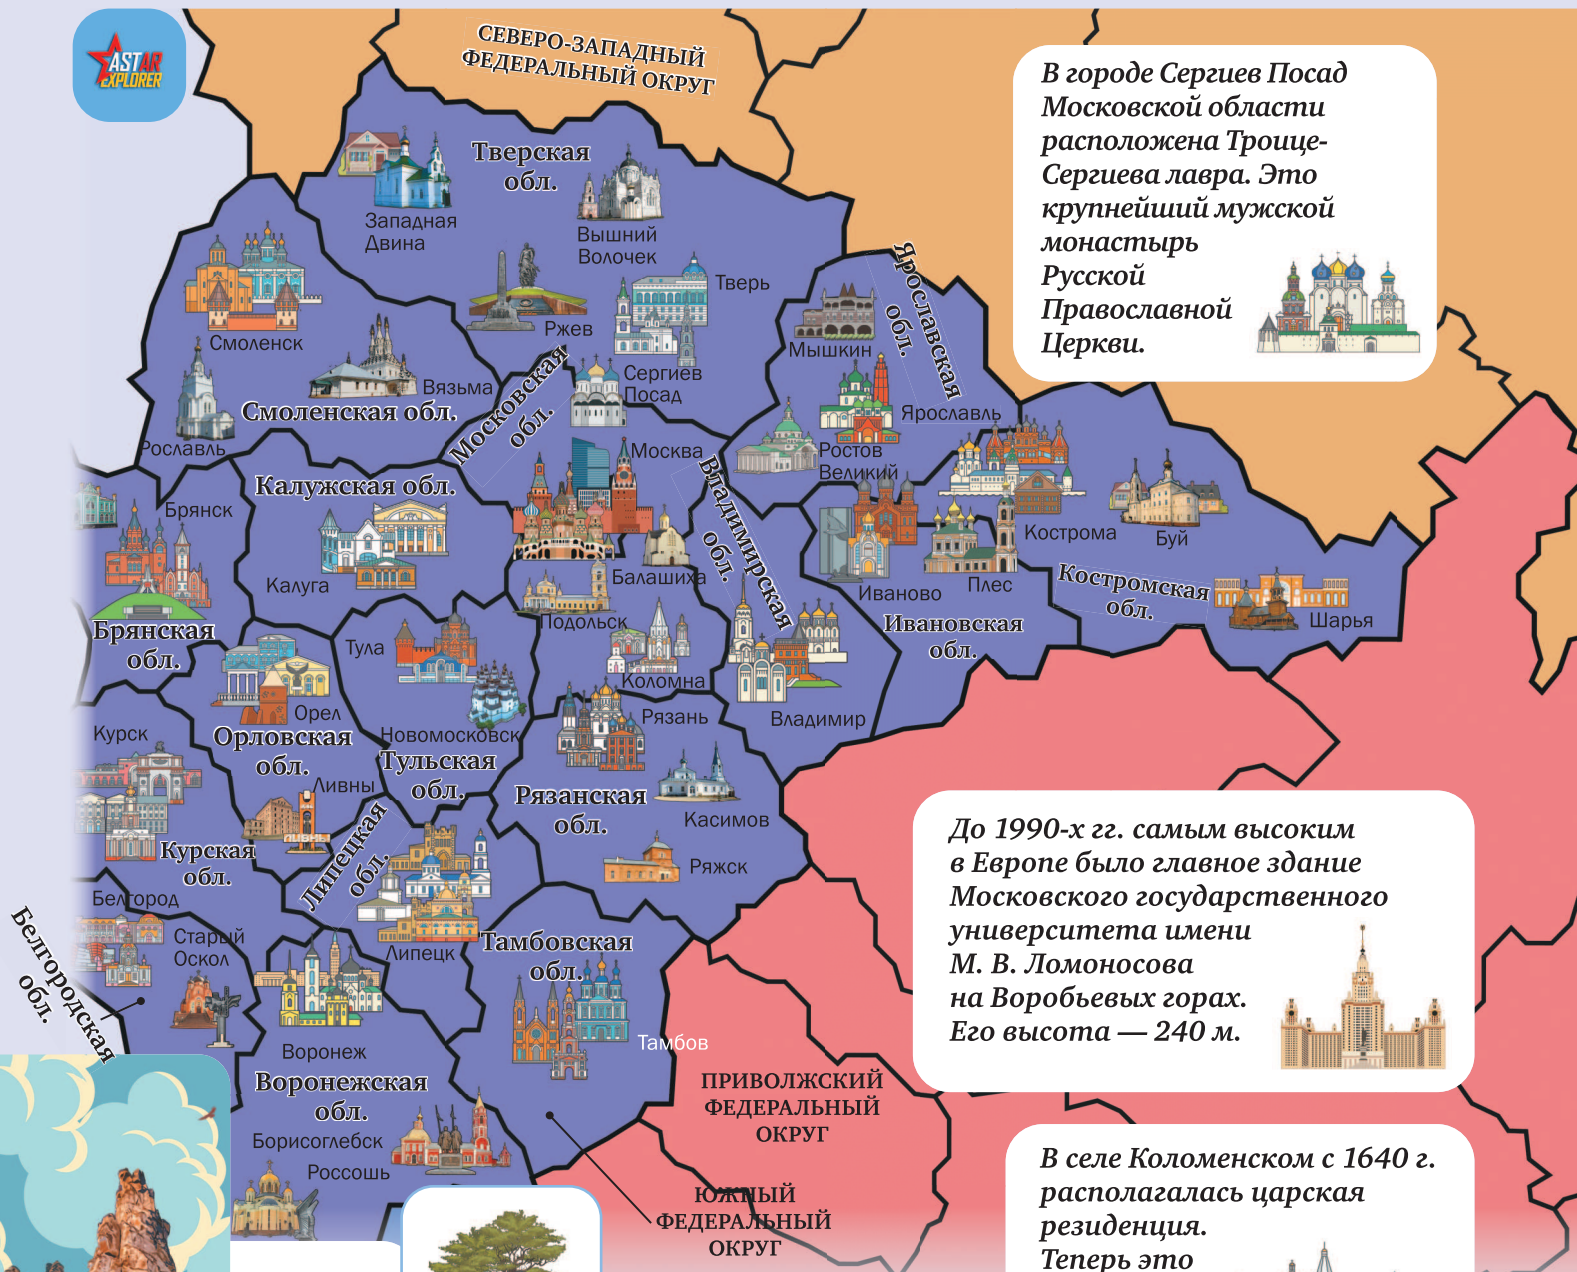 ASTAR
EXPLORER
СЕВЕРО-ЗАПАДНЫЙ
ФЕДЕРАЛЬНЫЙ ОКРУГ
В городе Сергиев Посад
Московской области
расположена Троице-
Сергиева лавра. Это
крупнейший мужской
монастырь
Русской
Православной
Церкви.
Тверская
обл.
Западная
Двина
Вышний
Волочек
Тверь
Ржев
Ярославская
обл.
Мышкин
Ярославль
Ростов
Великий
Смоленск
Вязьма
Смоленская обл.
Рославль
Московская
обл.
Сергиев
Посад
Москва
Балашиха
Подольск
Коломна
Владимирская
обл.
Владимир
Калужская обл.
Калуга
Брянск
Брянская
обл.
Кострома
Буй
Костромская
обл.
Шарья
Иваново
Плес
Ивановская
обл.
Тула
Новомосковск
Тульская
обл.
Орел
Орловская
обл.
Ливны
ЛИВНЫ
Рязань
Рязанская
обл.
Касимов
Ряжск
Курск
Курская
обл.
Липецкая
обл.
Липецк
Белгород
Старый
Оскол
Белгородская
обл.
Тамбовская
обл.
Тамбов
Воронеж
Воронежская
обл.
Борисоглебск
Россошь
До 1990-х гг. самым высоким
в Европе было главное здание
Московского государственного
университета имени
М. В. Ломоносова
на Воробьевых горах.
Его высота — 240 м.
ПРИВОЛЖСКИЙ
ФЕДЕРАЛЬНЫЙ
ОКРУГ
ЮЖНЫЙ
ФЕДЕРАЛЬНЫЙ
ОКРУГ
В селе Коломенском с 1640 г.
располагалась царская
резиденция.
Теперь это